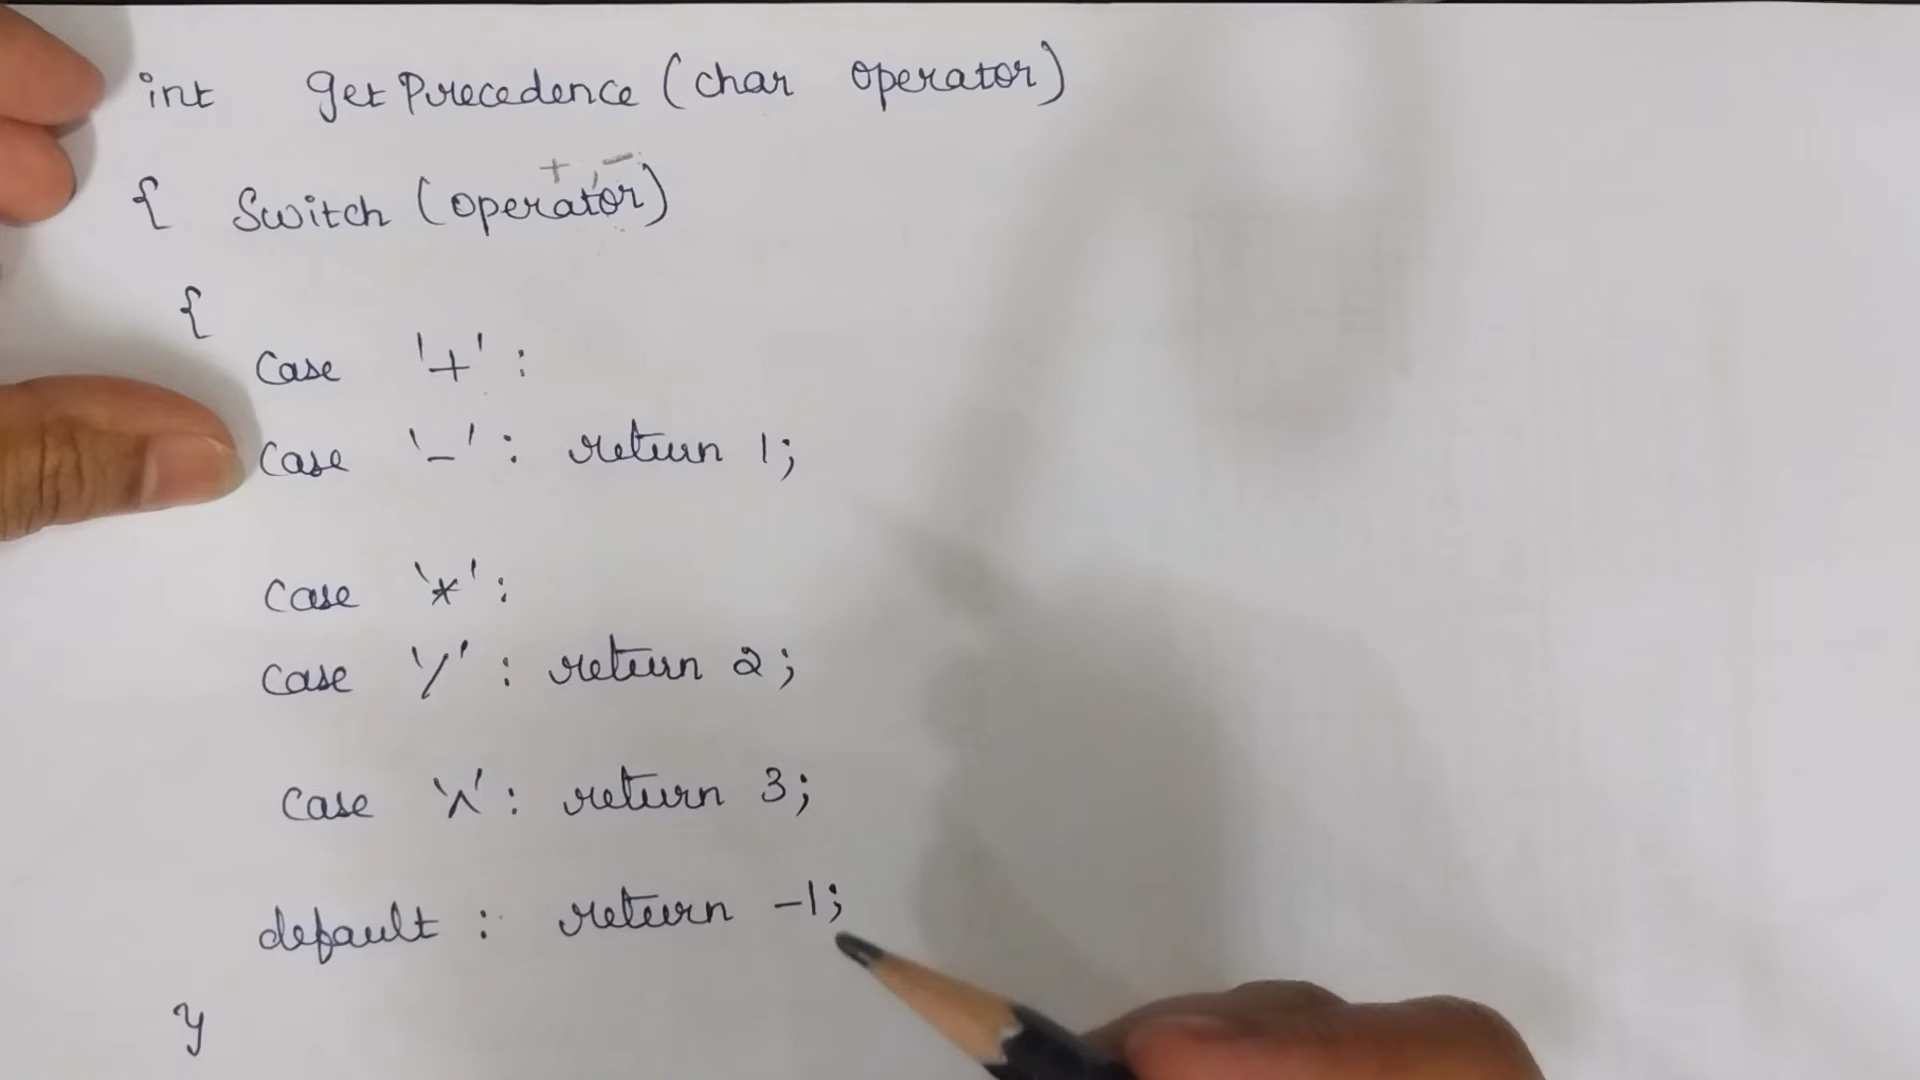 int getPrecedence (char operator)
+, -
{ Switch (operator)
{
Case '+' :
Case '-' : return 1;
Case '*' :
Case '/' : return 2;
Case '^' : return 3;
default : return -1;
}